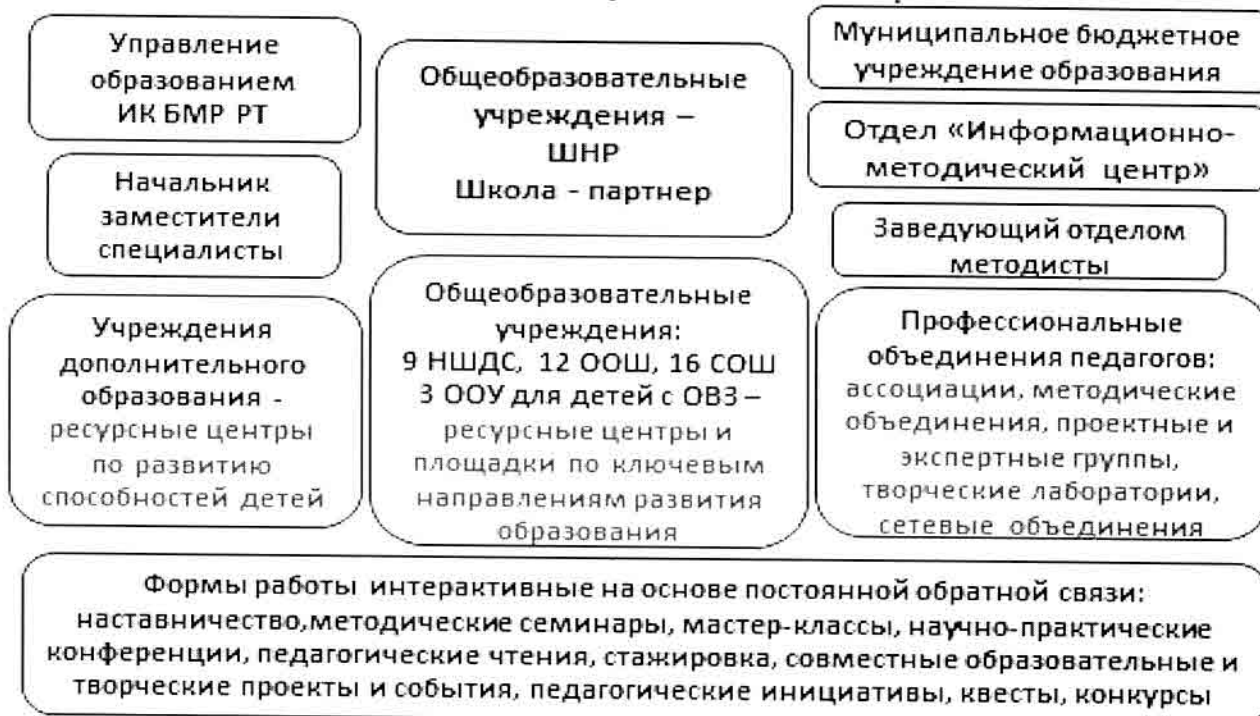 Управление
образованием
ИК БМР РТ
Начальник
заместители
специалисты
Учреждения
дополнительного
образования -
ресурсные центры
по развитию
способностей детей
Общеобразовательные
учреждения –
ШНР
Школа - партнер
Общеобразовательные
учреждения:
9 НШДС, 12 ООШ, 16 СОШ
3 ООУ для детей с ОВЗ –
ресурсные центры и
площадки по ключевым
направлениям развития
образования
Муниципальное бюджетное
учреждение образования
Отдел «Информационно-
методический центр»
Заведующий отделом
методисты
Профессиональные
объединения педагогов:
ассоциации, методические
объединения, проектные и
экспертные группы,
творческие лаборатории,
сетевые объединения
Формы работы интерактивные на основе постоянной обратной связи:
наставничество,методические семинары, мастер-классы, научно-практические
конференции, педагогические чтения, стажировка, совместные образовательные и
творческие проекты и события, педагогические инициативы, квесты, конкурсы